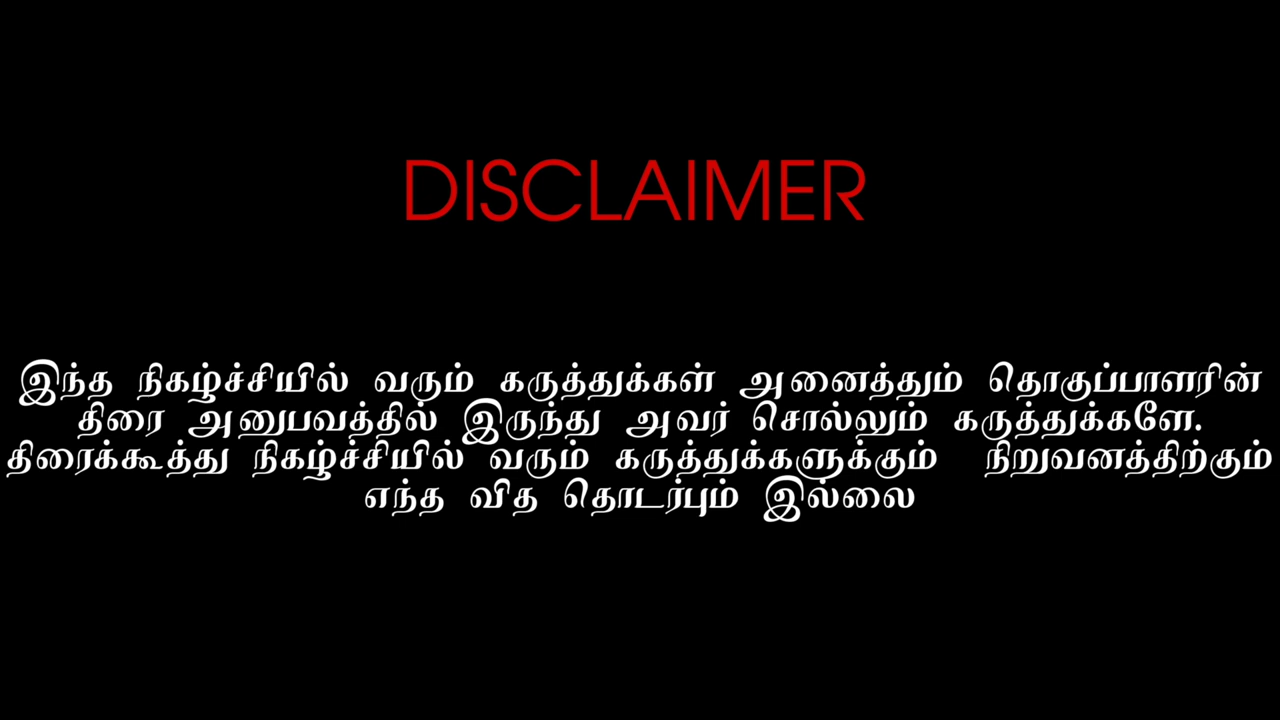 DISCLAIMER
இந்த நிகழ்ச்சியில் வரும் கருத்துக்கள் அனைத்தும் தொகுப்பாளரின்
திரை அனுபவத்தில் இருந்து அவர் சொல்லும் கருத்துக்களே.
திரைக்கூத்து நிகழ்ச்சியில் வரும் கருத்துக்களுக்கும் நிறுவனத்திற்கும்
எந்த வித தொடர்பும் இல்லை